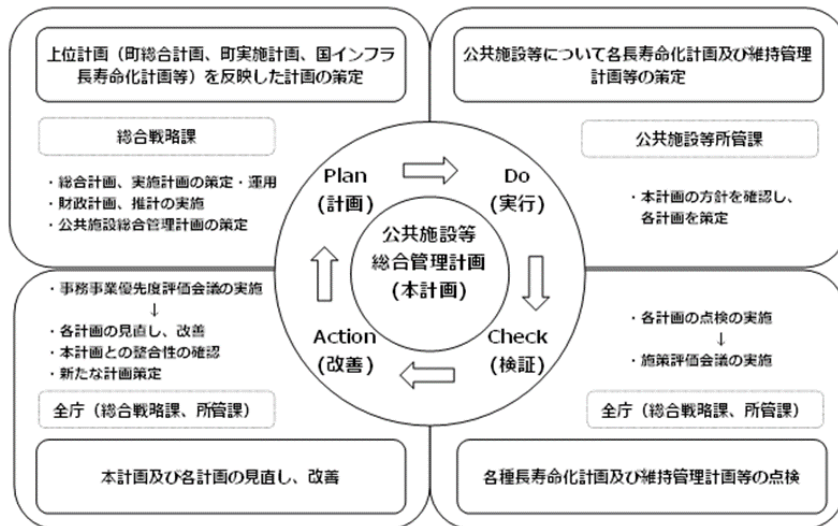 上位計画（町総合計画、町実施計画、国インフラ
長寿命化計画等）を反映した計画の策定
総合戦略課
・総合計画、実施計画の策定・運用
・財政計画、推計の実施
・公共施設総合管理計画の策定
公共施設等について各長寿命化計画及び維持管理
計画等の策定
公共施設等所管課
・本計画の方針を確認し、
各計画を策定
Plan
(計画)
Do
(実行)
公共施設等
総合管理計画
(本計画)
Action
(改善)
Check
(検証)
・事務事業優先度評価会議の実施
↓
・各計画の見直し、改善
・本計画との整合性の確認
・新たな計画策定
全庁（総合戦略課、所管課）
本計画及び各計画の見直し、改善
・各計画の点検の実施
↓
・施策評価会議の実施
全庁（総合戦略課、所管課）
各種長寿命化計画及び維持管理計画等の点検